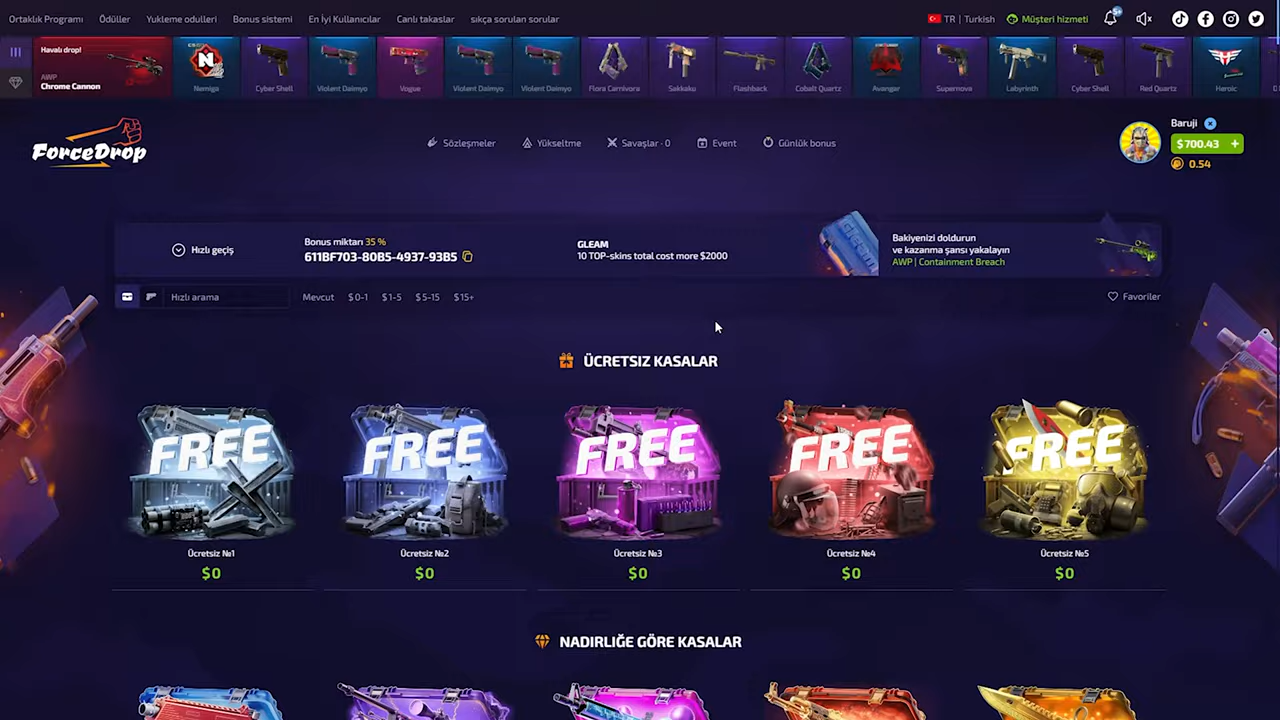 Ortaklık Programı
Ödüller
Yukleme odulleri
Bonus sistemi
En İyi Kullanıcılar
Canlı takaslar
sıkça sorulan sorular
TR | Turkish
Müşteri hizmeti
5+
Havalı drop!
AWP
Chrome Cannon
Nemiga
Cyber Shell
Violent Daimyo
Vogue
Violent Daimyo
Violent Daimyo
Flora Carnivora
Sakkaku
Flashback
Cobalt Quartz
Avangar
Supernova
Labyrinth
Cyber Shell
Red Quartz
Heroic
ForceDrop
Sözleşmeler
Yükseltme
Savaşlar · 0
Event
Günlük bonus
Baruji
$700.43 +
0.54
Hızlı geçiş
Bonus miktarı 35 %
611BF703-80B5-4937-93B5
GLEAM
10 TOP-skins total cost more $2000
Bakiyenizi doldurun
ve kazanma şansı yakalayın
AWP | Containment Breach
Hızlı arama
Mevcut
$ 0-1
$ 1-5
$ 5-15
$ 15+
Favoriler
ÜCRETSIZ KASALAR
FREE
FREE
FREE
FREE
FREE
Ücretsiz №1
Ücretsiz №2
Ücretsiz №3
Ücretsiz №4
Ücretsiz №5
$0
$0
$0
$0
$0
NADIRLIĞE GÖRE KASALAR